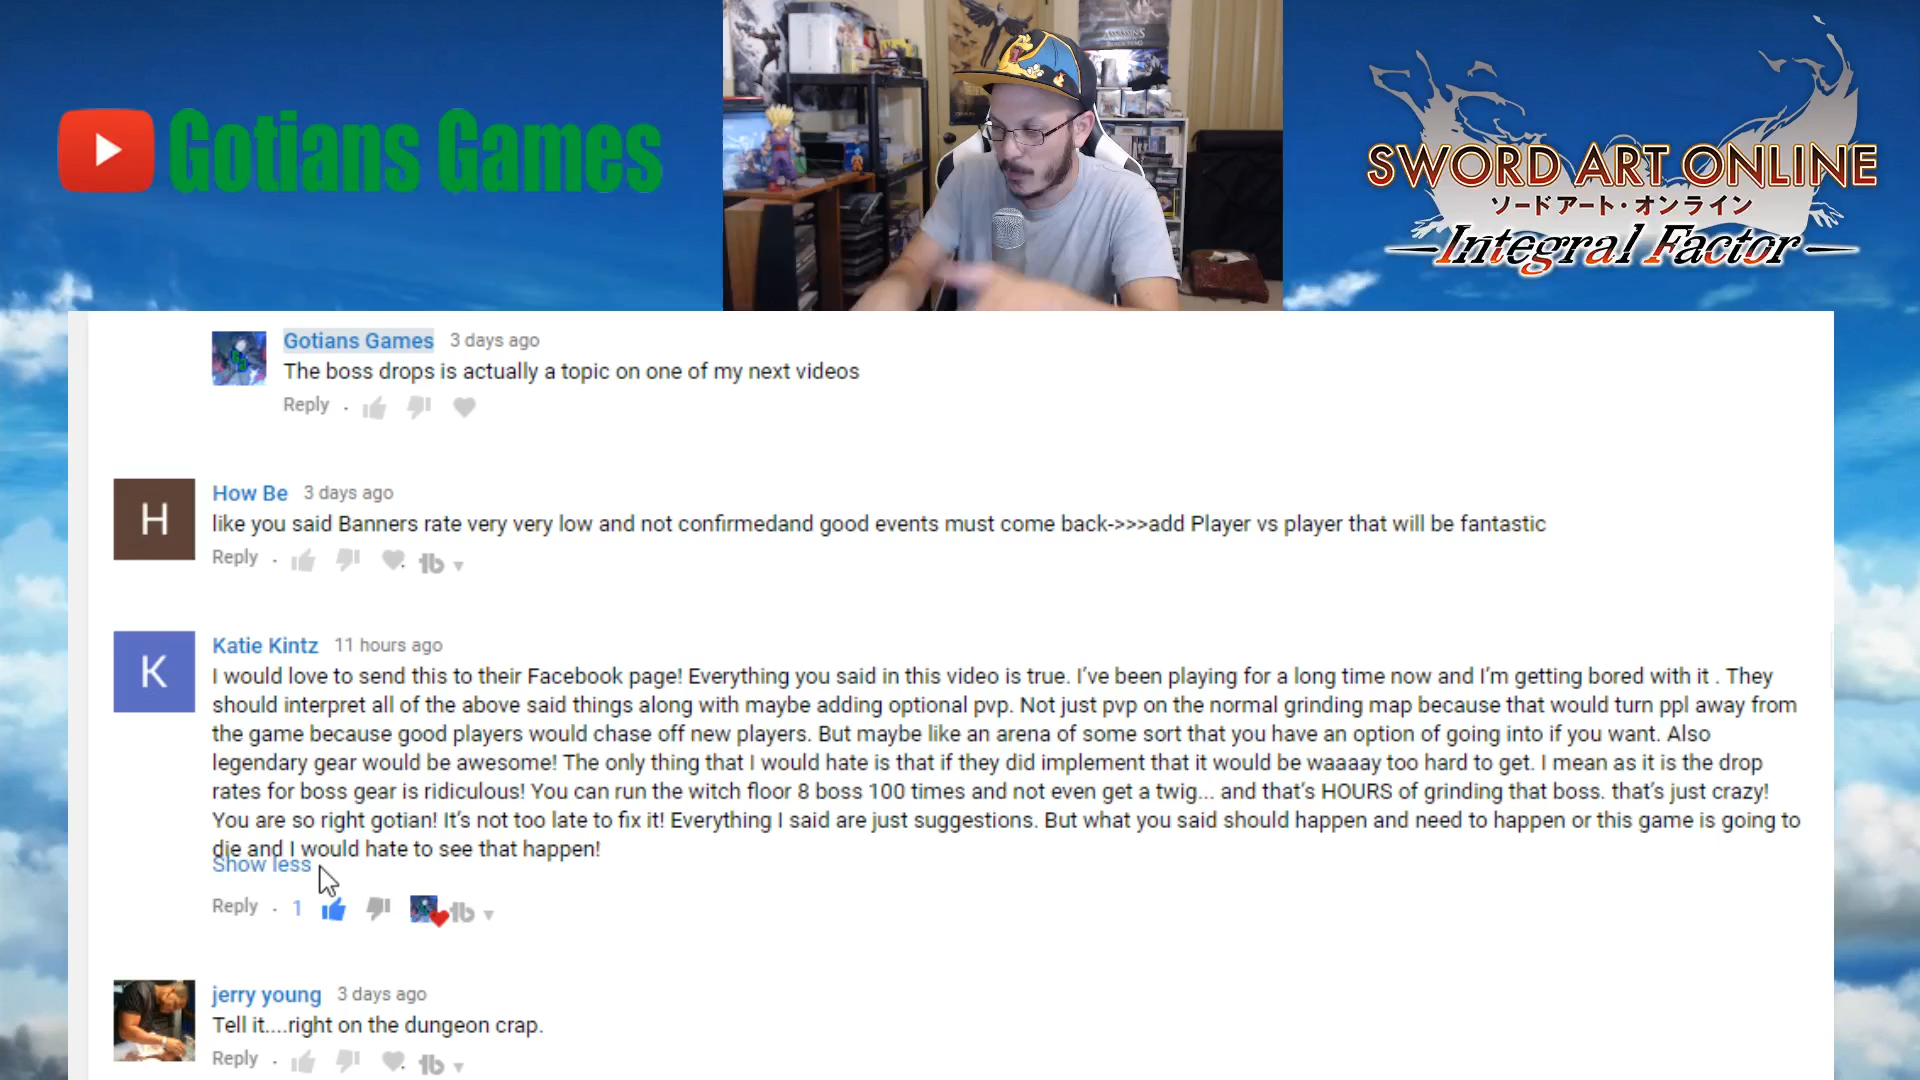 Gotians Games
ASSASSINS
SWORD ART ONLINE
ソードアート・オンライン
Integral Factor
Gotians Games 3 days ago
The boss drops is actually a topic on one of my next videos
Reply
H
How Be 3 days ago
like you said Banners rate very very low and not confirmedand good events must come back->>>add Player vs player that will be fantastic
Reply
K
Katie Kintz 11 hours ago
I would love to send this to their Facebook page! Everything you said in this video is true. I've been playing for a long time now and I'm getting bored with it . They
should interpret all of the above said things along with maybe adding optional pvp. Not just pvp on the normal grinding map because that would turn ppl away from
the game because good players would chase off new players. But maybe like an arena of some sort that you have an option of going into if you want. Also
legendary gear would be awesome! The only thing that I would hate is that if they did implement that it would be waaaay too hard to get. I mean as it is the drop
rates for boss gear is ridiculous! You can run the witch floor 8 boss 100 times and not even get a twig... and that's HOURS of grinding that boss. that's just crazy!
You are so right gotian! It's not too late to fix it! Everything I said are just suggestions. But what you said should happen and need to happen or this game is going to
die and I would hate to see that happen!
Show less
Reply · 1
jerry young 3 days ago
Tell it....right on the dungeon crap.
Reply